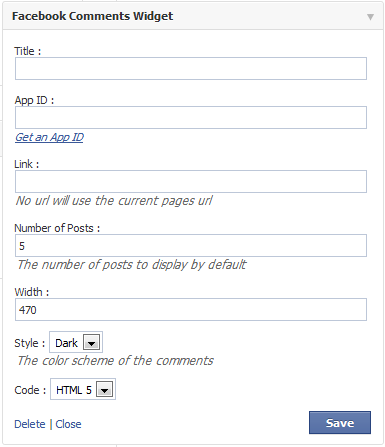 Facebook Comments Widget
Title :
App ID :
Get an App ID
Link :
No url will use the current pages url
Number of Posts :
5
The number of posts to display by default
Width :
470
Style : Dark
The color scheme of the comments
Code : HTML 5
Delete | Close
Save